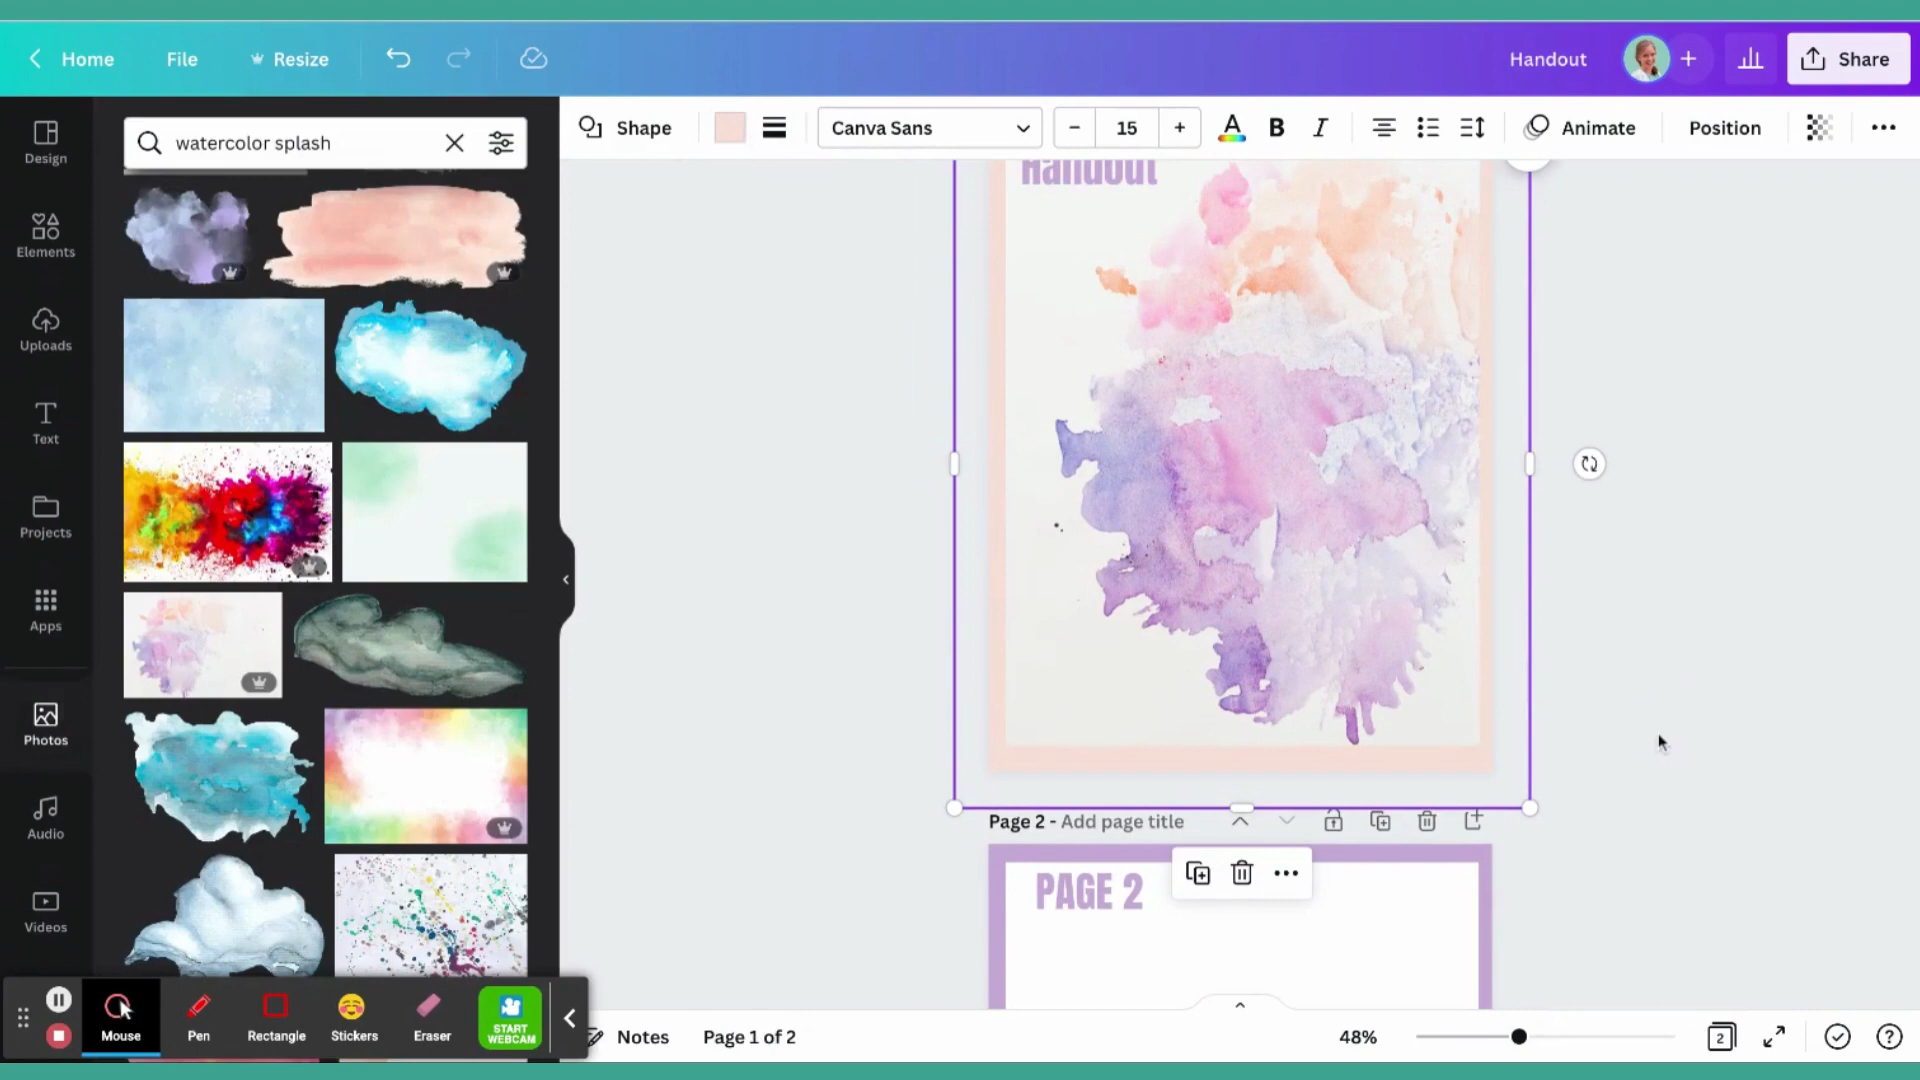 Home File Resize Handout Share
Design
Elements
Uploads
Text
Projects
Apps
Photos
Audio
Videos
watercolor splash
Shape Canva Sans 15 A B I Animate Position
Handout
Page 2 - Add page title
PAGE 2
Mouse Pen Rectangle Stickers Eraser START WEBCAM
Notes Page 1 of 2 48% 2